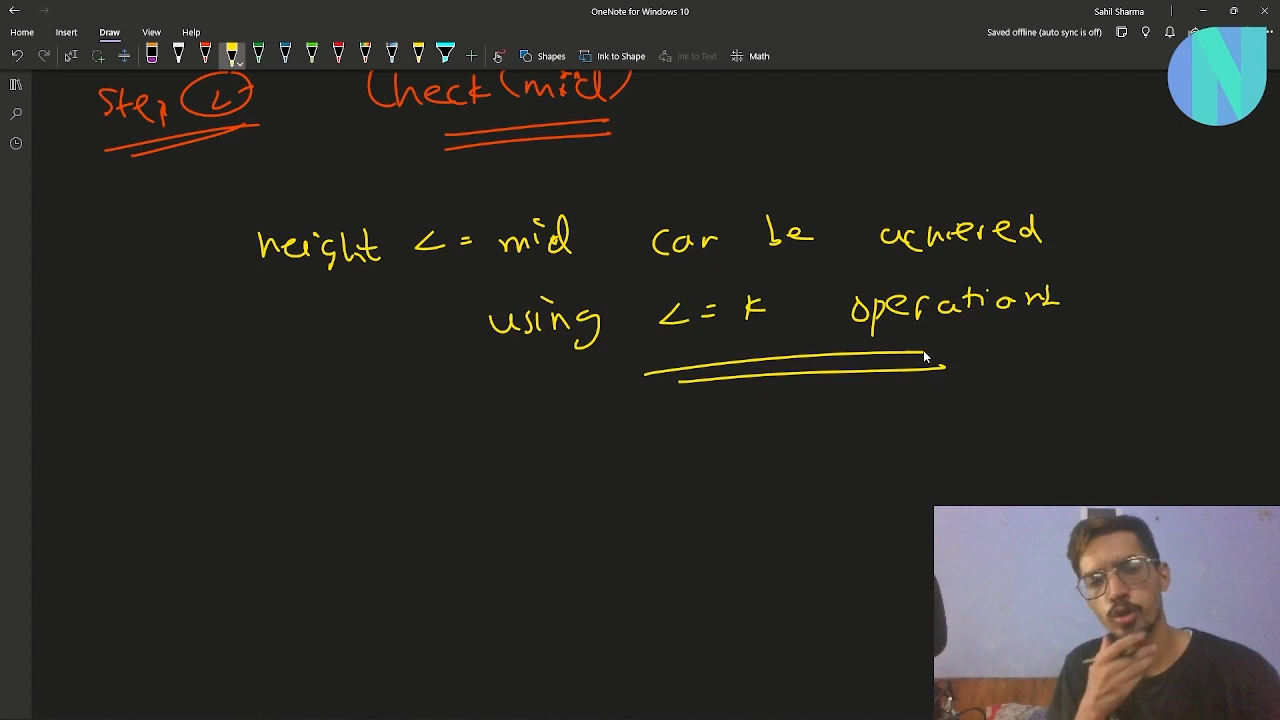 OneNote for Windows 10
Sahil Sharma
Home Insert Draw View Help
Saved offline (auto sync is off)
Shapes Ink to Shape Ink to Text Math
Step 2 Check(mid)
height <= mid can be achieved
using <= k operations
N